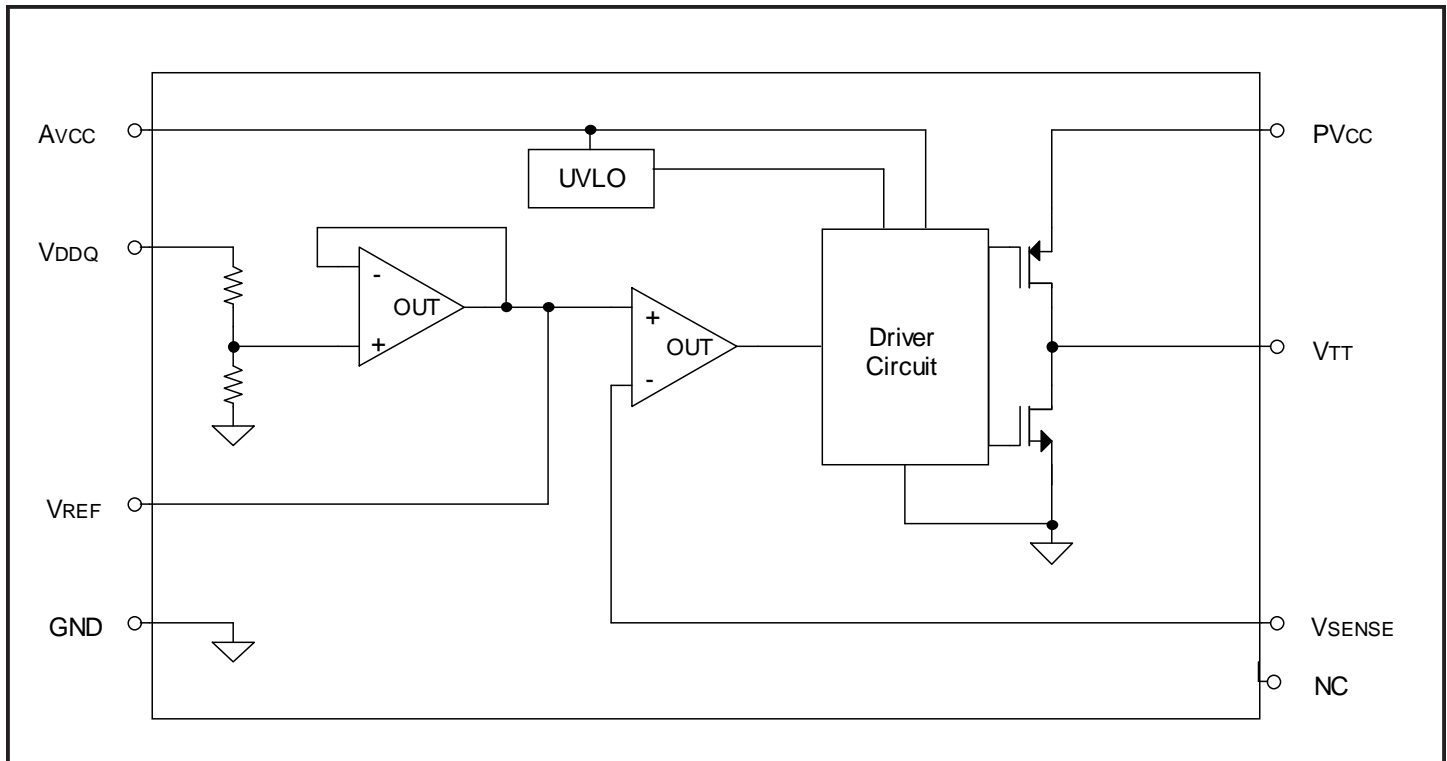 AVCC
PVCC
UVLO
VDDQ
-
OUT
+
+
OUT
-
Driver
Circuit
VTT
VREF
GND
VSENSE
NC